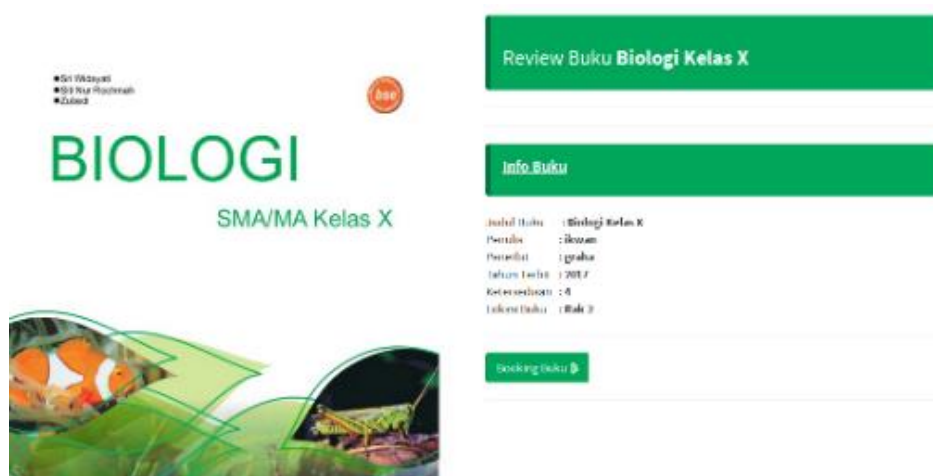 ●Sri Widayati
●Siti Nur Rochmah
●Zubedi
bse
BIOLOGI
SMA/MA Kelas X
Review Buku Biologi Kelas X
Info Buku
Judul Buku : Biologi Kelas X
Penulis : ikwan
Penerbit : graha
Tahun Terbit : 2017
Ketersediaan : 4
Lokasi Buku : Rak 2
Booking Buku